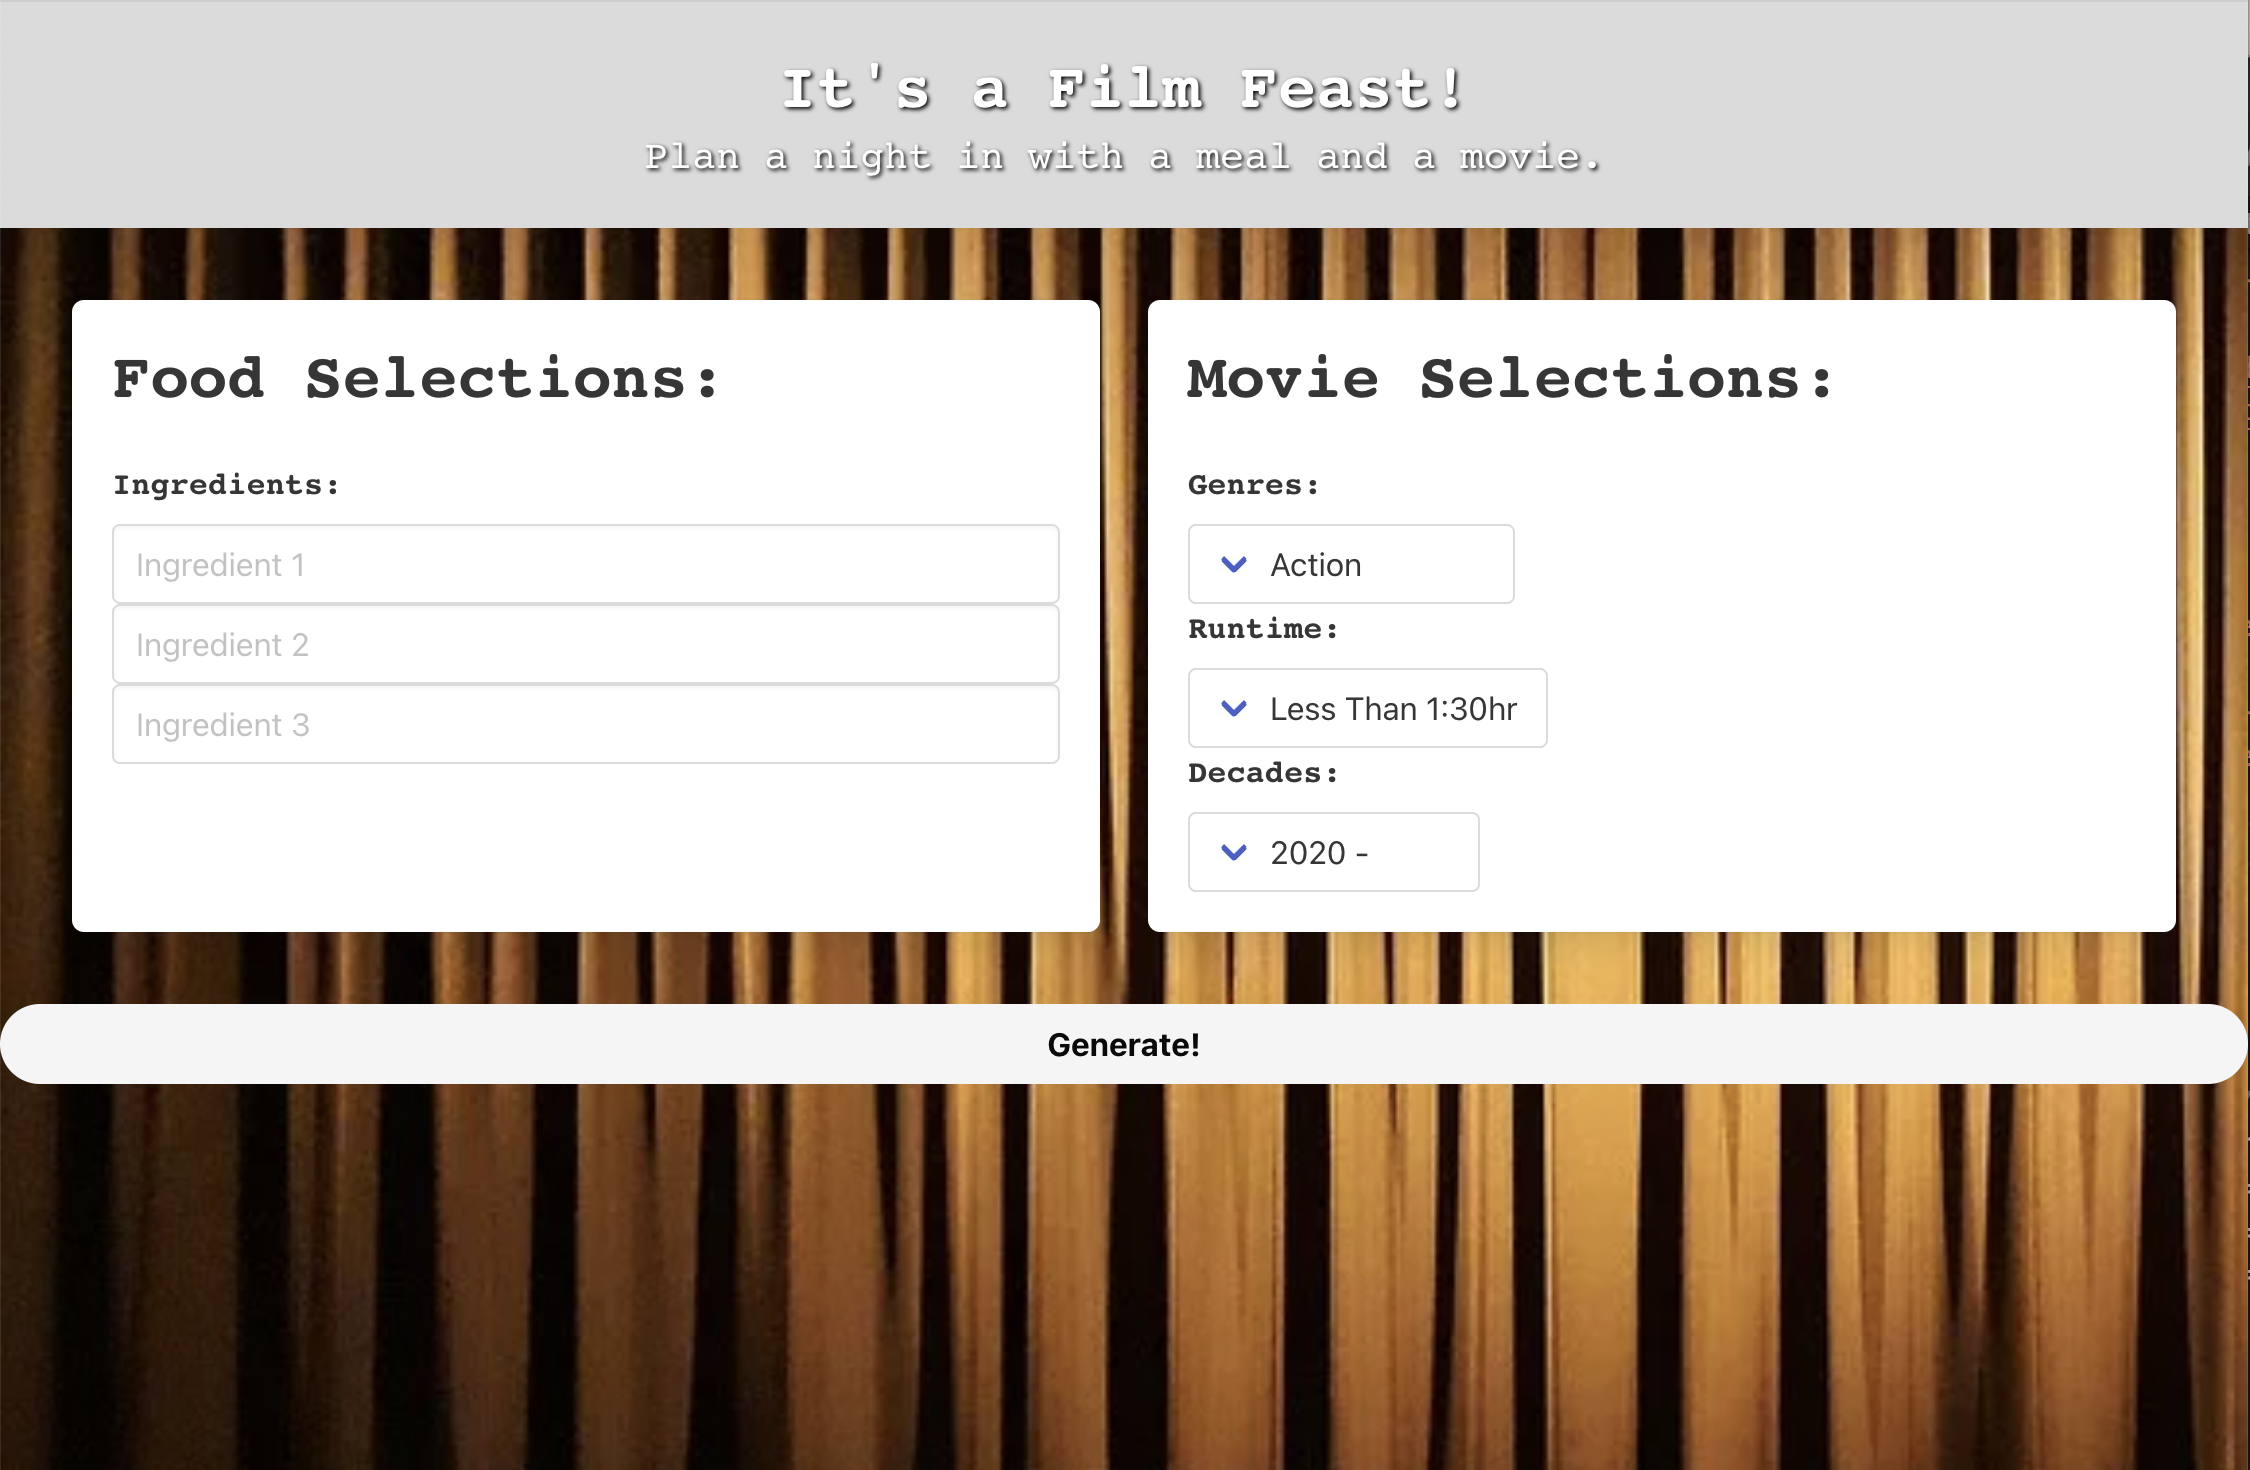 It's a Film Feast!
Plan a night in with a meal and a movie.
Food Selections:
Ingredients:
Ingredient 1
Ingredient 2
Ingredient 3
Movie Selections:
Genres:
Action
Runtime:
Less Than 1:30hr
Decades:
2020 -
Generate!